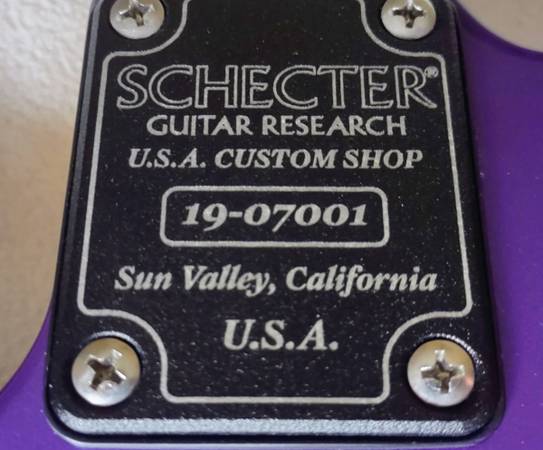 SCHECTER®
GUITAR RESEARCH
U.S.A. CUSTOM SHOP
19-07001
Sun Valley, California
U.S.A.